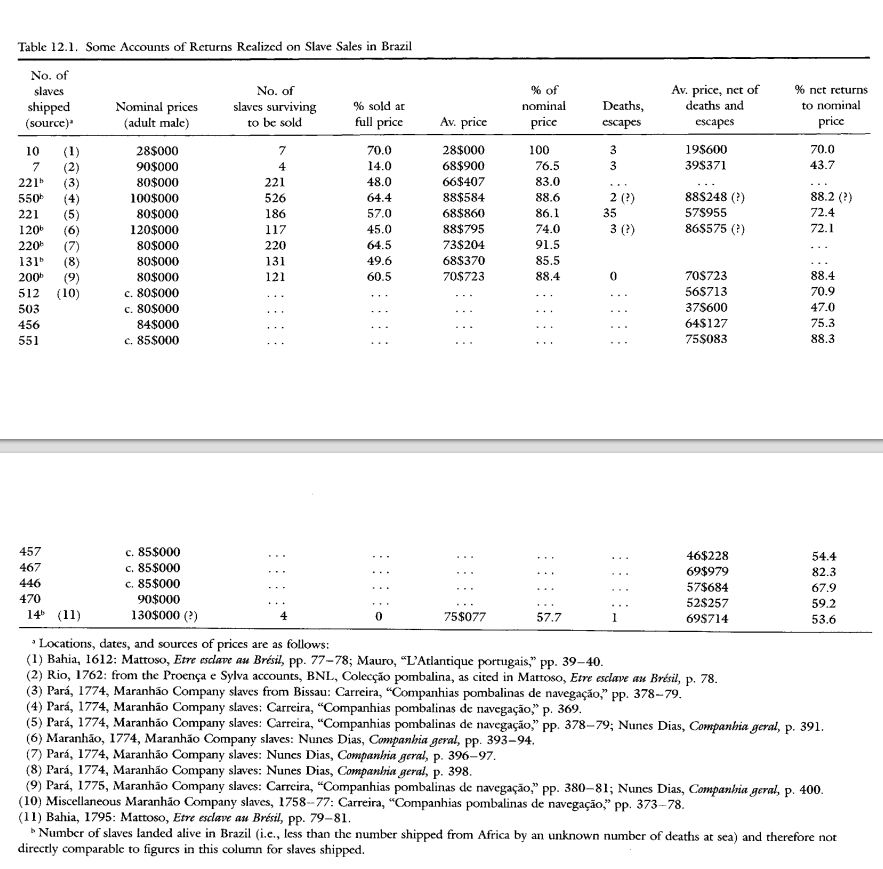 Table 12.1. Some Accounts of Returns Realized on Slave Sales in Brazil
No. of slaves shipped (source)ᵃ Nominal prices (adult male) No. of slaves surviving to be sold % sold at full price Av. price % of nominal price Deaths, escapes Av. price, net of deaths and escapes % net returns to nominal price
10 (1) 28$000 7 70.0 28$000 100 3 19$600 70.0
7 (2) 90$000 4 14.0 68$900 76.5 3 39$371 43.7
221ᵇ (3) 80$000 221 48.0 66$407 83.0 ... ... ...
550ᵇ (4) 100$000 526 64.4 88$584 88.6 2 (?) 88$248 (?) 88.2 (?)
221 (5) 80$000 186 57.0 68$860 86.1 35 57$955 72.4
120ᵇ (6) 120$000 117 45.0 88$795 74.0 3 (?) 86$575 (?) 72.1
220ᵇ (7) 80$000 220 64.5 73$204 91.5 ...
131ᵇ (8) 80$000 131 49.6 68$370 85.5 ...
200ᵇ (9) 80$000 121 60.5 70$723 88.4 0 70$723 88.4
512 (10) c. 80$000 ... ... ... ... ... 56$713 70.9
503 c. 80$000 ... ... ... ... ... 37$600 47.0
456 84$000 ... ... ... ... ... 64$127 75.3
551 c. 85$000 ... ... ... ... ... 75$083 88.3
457 c. 85$000 ... ... ... ... ... 46$228 54.4
467 c. 85$000 ... ... ... ... ... 69$979 82.3
446 c. 85$000 ... ... ... ... ... 57$684 67.9
470 90$000 ... ... ... ... ... 52$257 59.2
14ᵇ (11) 130$000 (?) 4 0 75$077 57.7 1 69$714 53.6
ᵃ Locations, dates, and sources of prices are as follows:
(1) Bahia, 1612: Mattoso, Etre esclave au Brésil, pp. 77–78; Mauro, "L'Atlantique portugais," pp. 39–40.
(2) Rio, 1762: from the Proença e Sylva accounts, BNL, Colecção pombalina, as cited in Mattoso, Etre esclave au Brésil, p. 78.
(3) Pará, 1774, Maranhão Company slaves from Bissau: Carreira, "Companhias pombalinas de navegação," pp. 378–79.
(4) Pará, 1774, Maranhão Company slaves: Carreira, "Companhias pombalinas de navegação," p. 369.
(5) Pará, 1774, Maranhão Company slaves: Carreira, "Companhias pombalinas de navegação," pp. 378–79; Nunes Dias, Companhia geral, p. 391.
(6) Maranhão, 1774, Maranhão Company slaves: Nunes Dias, Companhia geral, pp. 393–94.
(7) Pará, 1774, Maranhão Company slaves: Nunes Dias, Companhia geral, p. 396–97.
(8) Pará, 1774, Maranhão Company slaves: Nunes Dias, Companhia geral, p. 398.
(9) Pará, 1775, Maranhão Company slaves: Carreira, "Companhias pombalinas de navegação," pp. 380–81; Nunes Dias, Companhia geral, p. 400.
(10) Miscellaneous Maranhão Company slaves, 1758–77: Carreira, "Companhias pombalinas de navegação," pp. 373–78.
(11) Bahia, 1795: Mattoso, Etre esclave au Brésil, pp. 79–81.
ᵇ Number of slaves landed alive in Brazil (i.e., less than the number shipped from Africa by an unknown number of deaths at sea) and therefore not
directly comparable to figures in this column for slaves shipped.